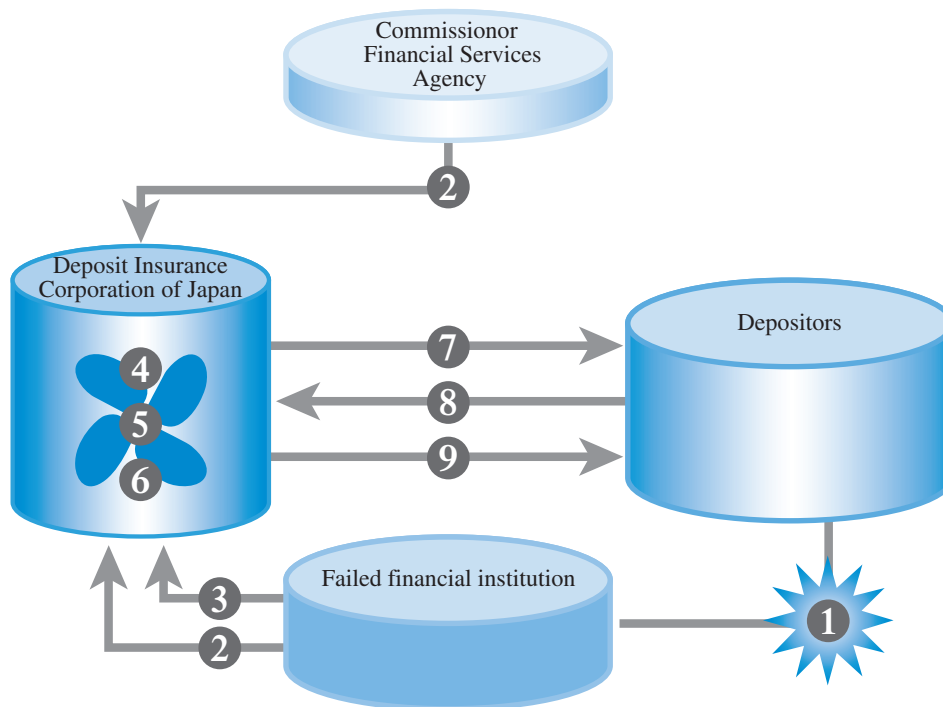 Commissionor
Financial Services
Agency
2
Deposit Insurance
Corporation of Japan
Depositors
7
4
8
5
9
6
Failed financial institution
3
1
2